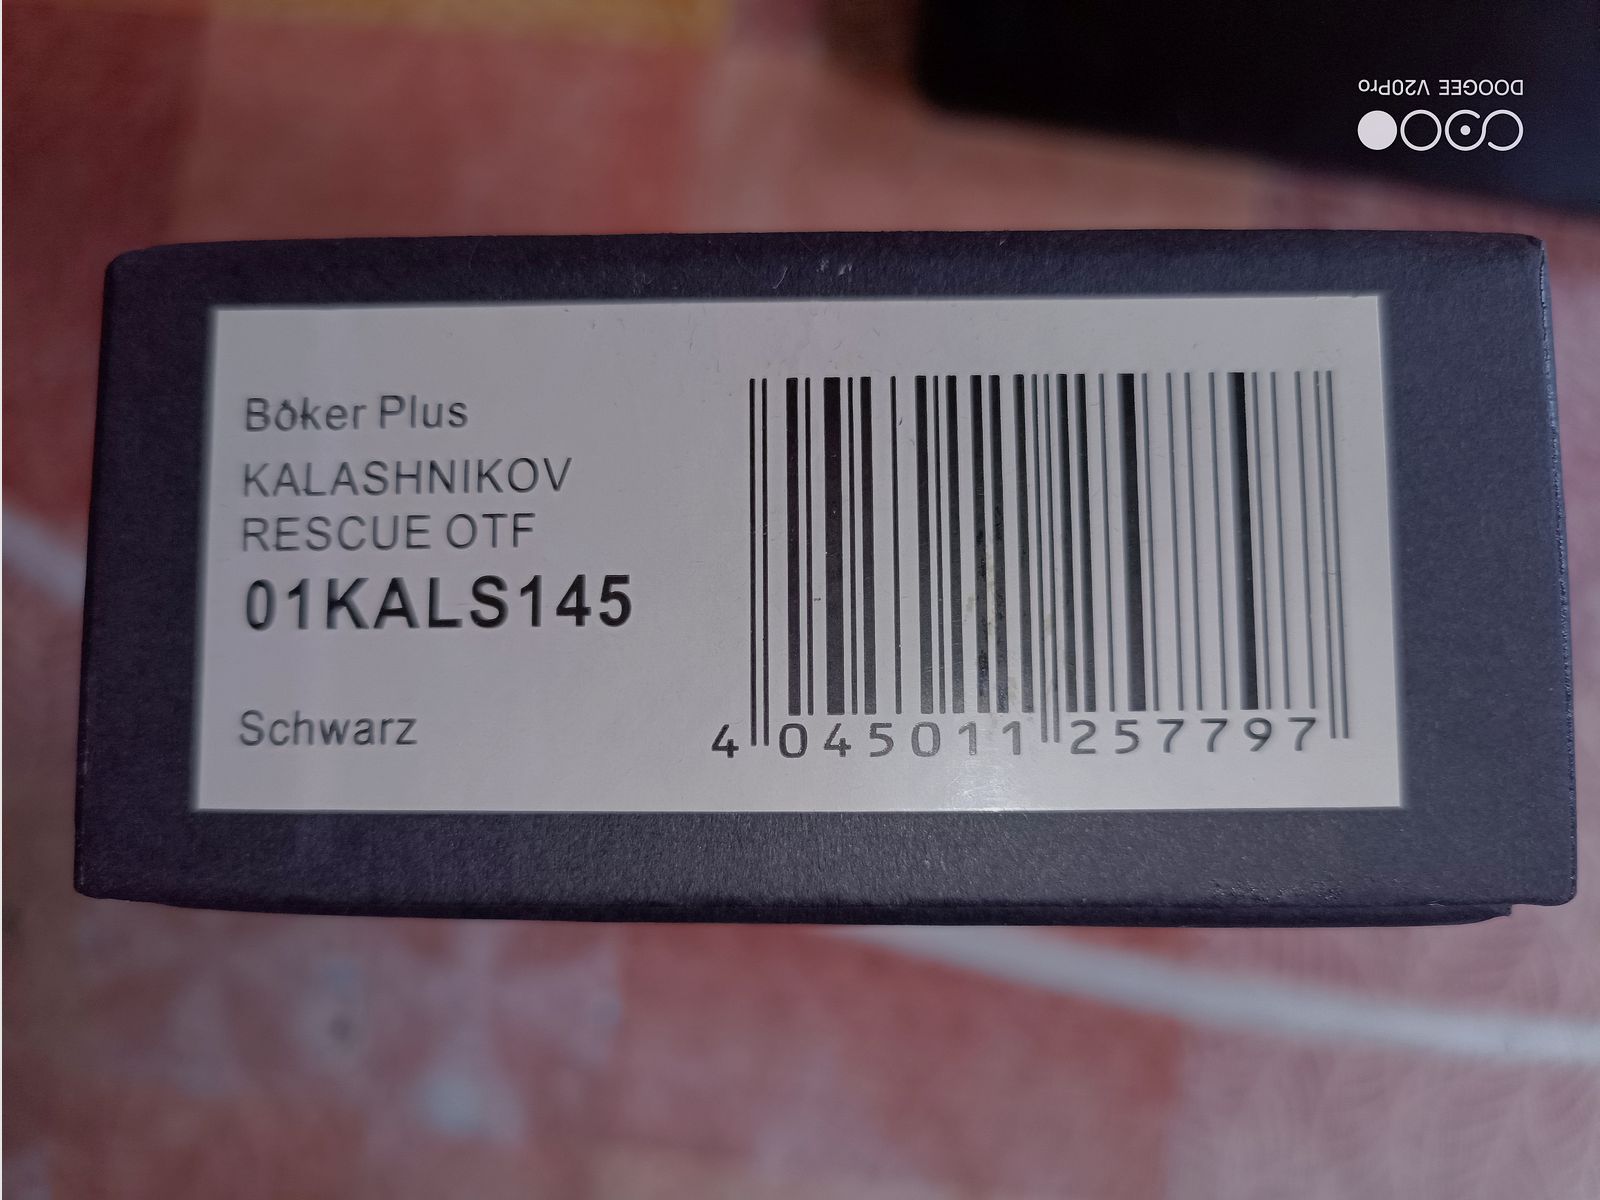 Böker Plus
KALASHNIKOV
RESCUE OTF
01KALS145
Schwarz
4 045011 257797
DOOGEE V20Pro